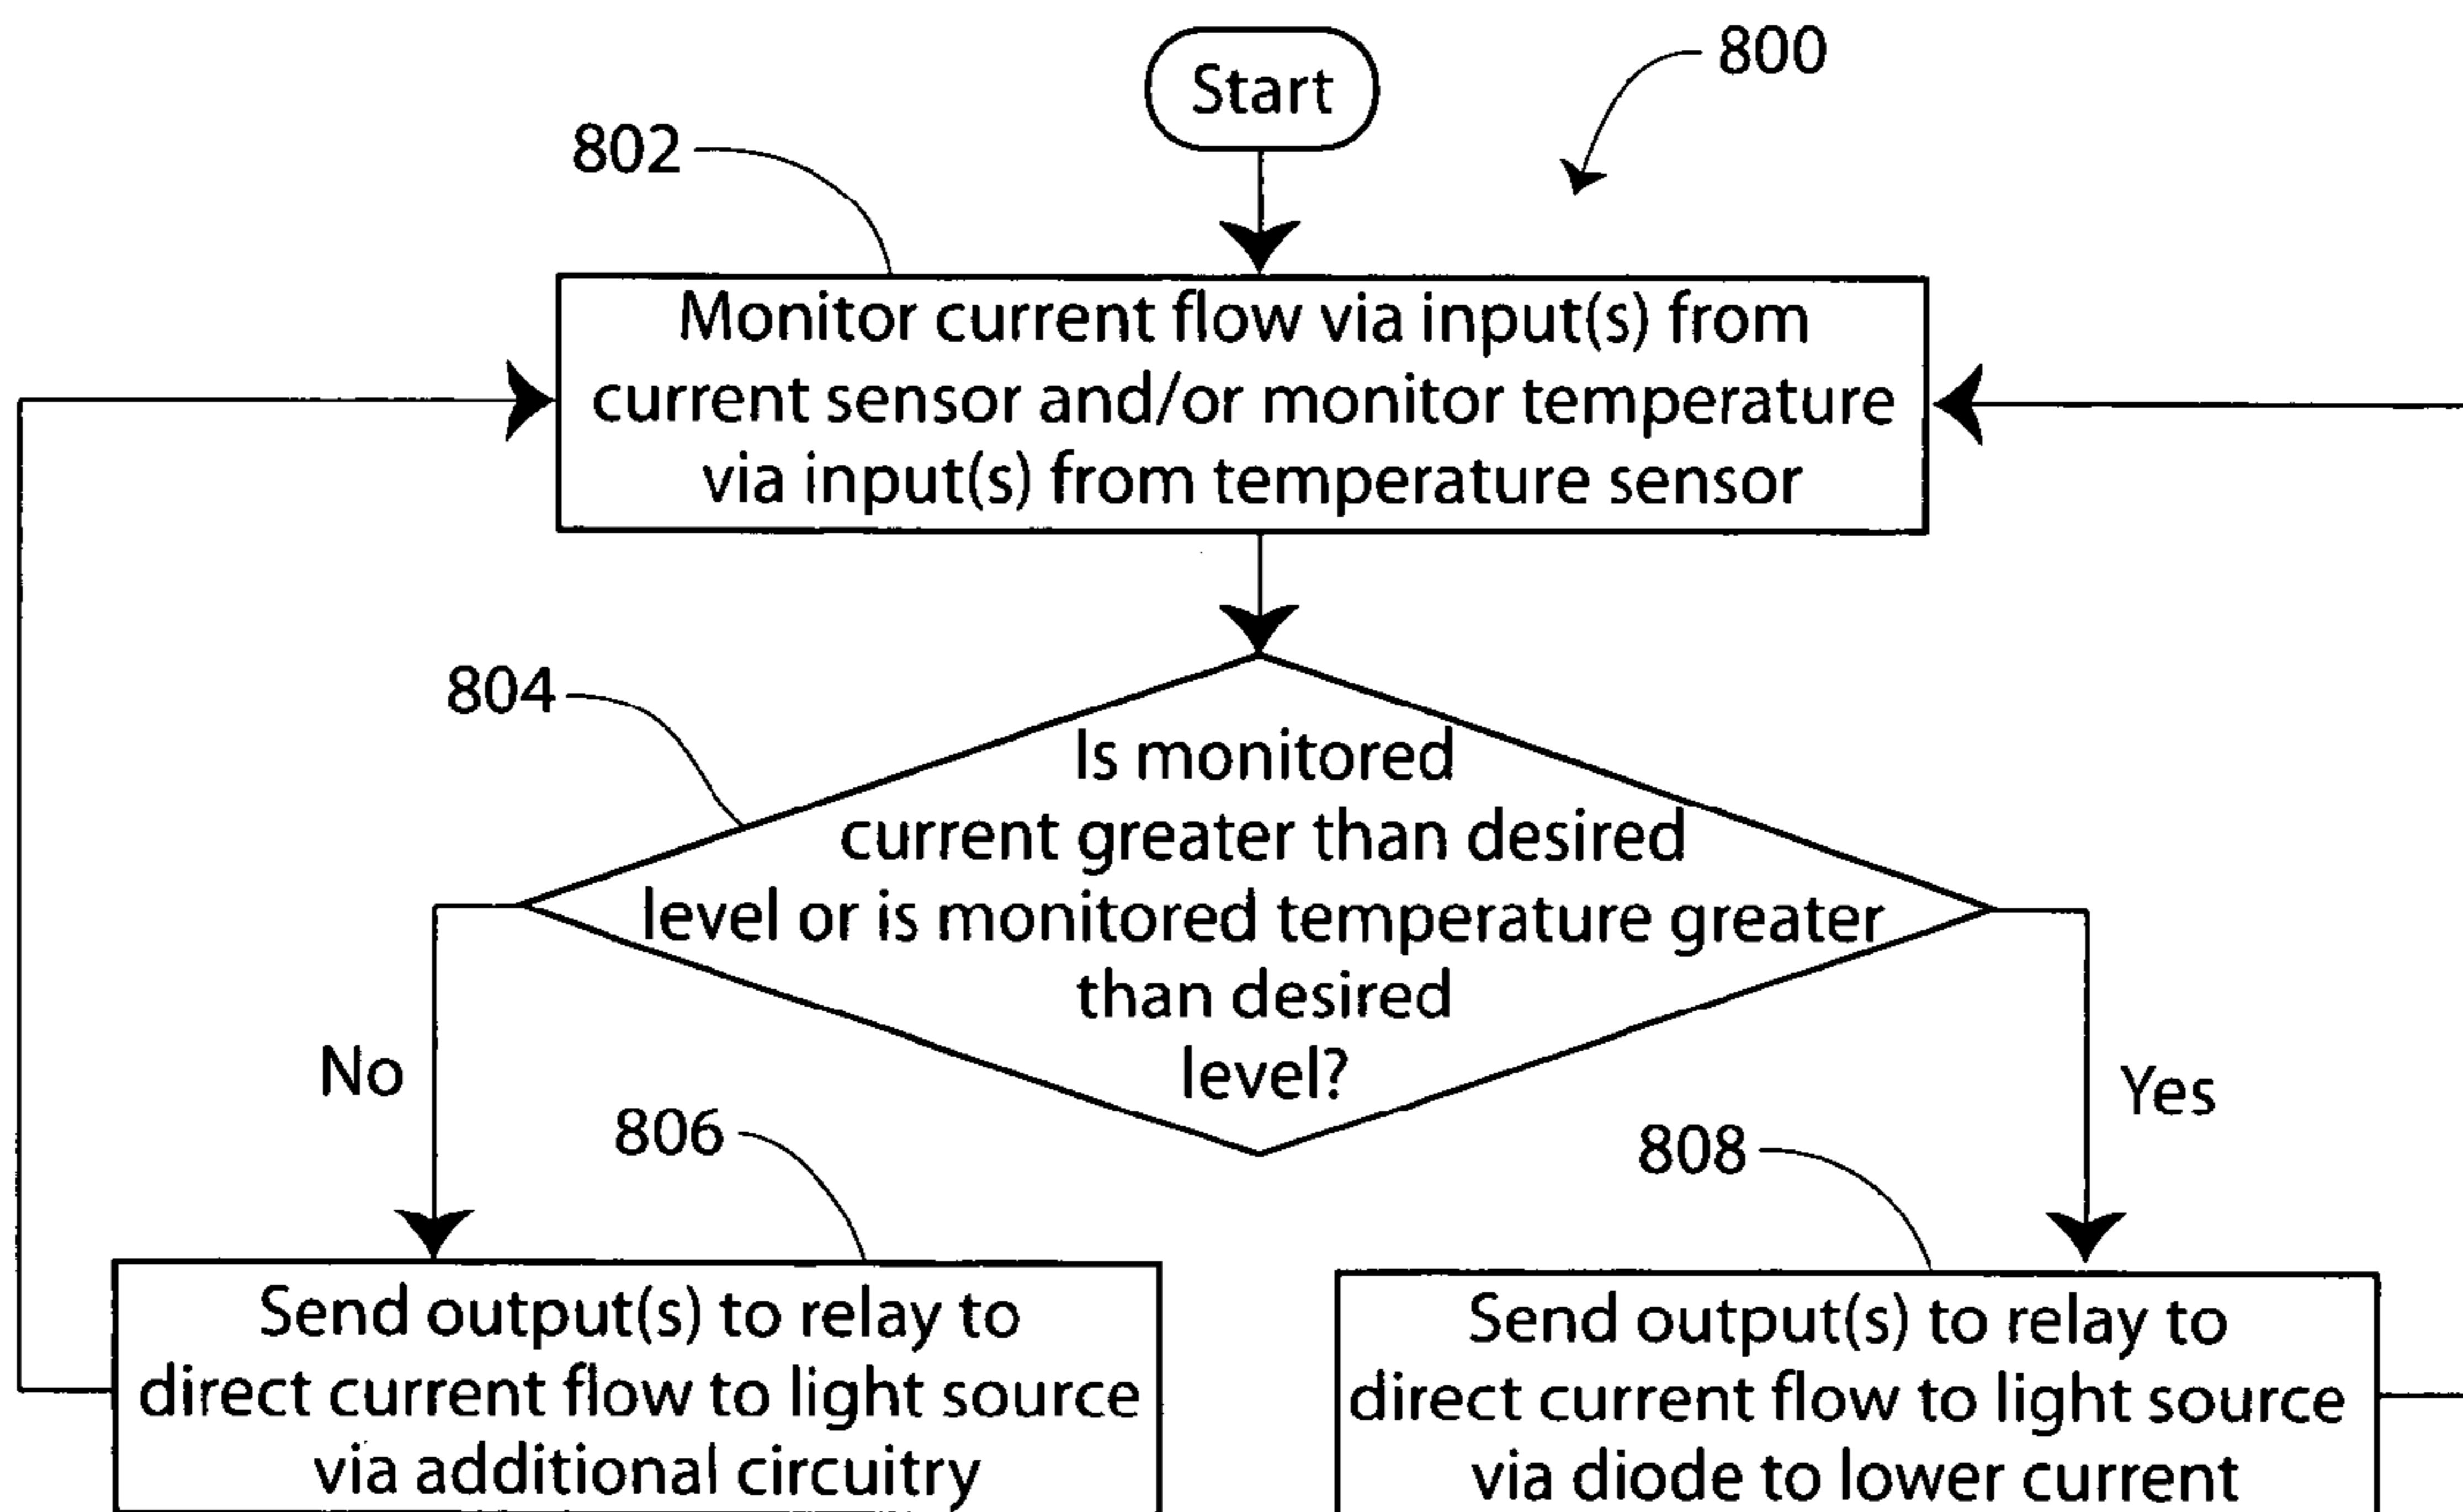 Start
800
802
Monitor current flow via input(s) from
current sensor and/or monitor temperature
via input(s) from temperature sensor
804
Is monitored
current greater than desired
level or is monitored temperature greater
than desired
level?
No
Yes
806
808
Send output(s) to relay to
direct current flow to light source
via additional circuitry
Send output(s) to relay to
direct current flow to light source
via diode to lower current